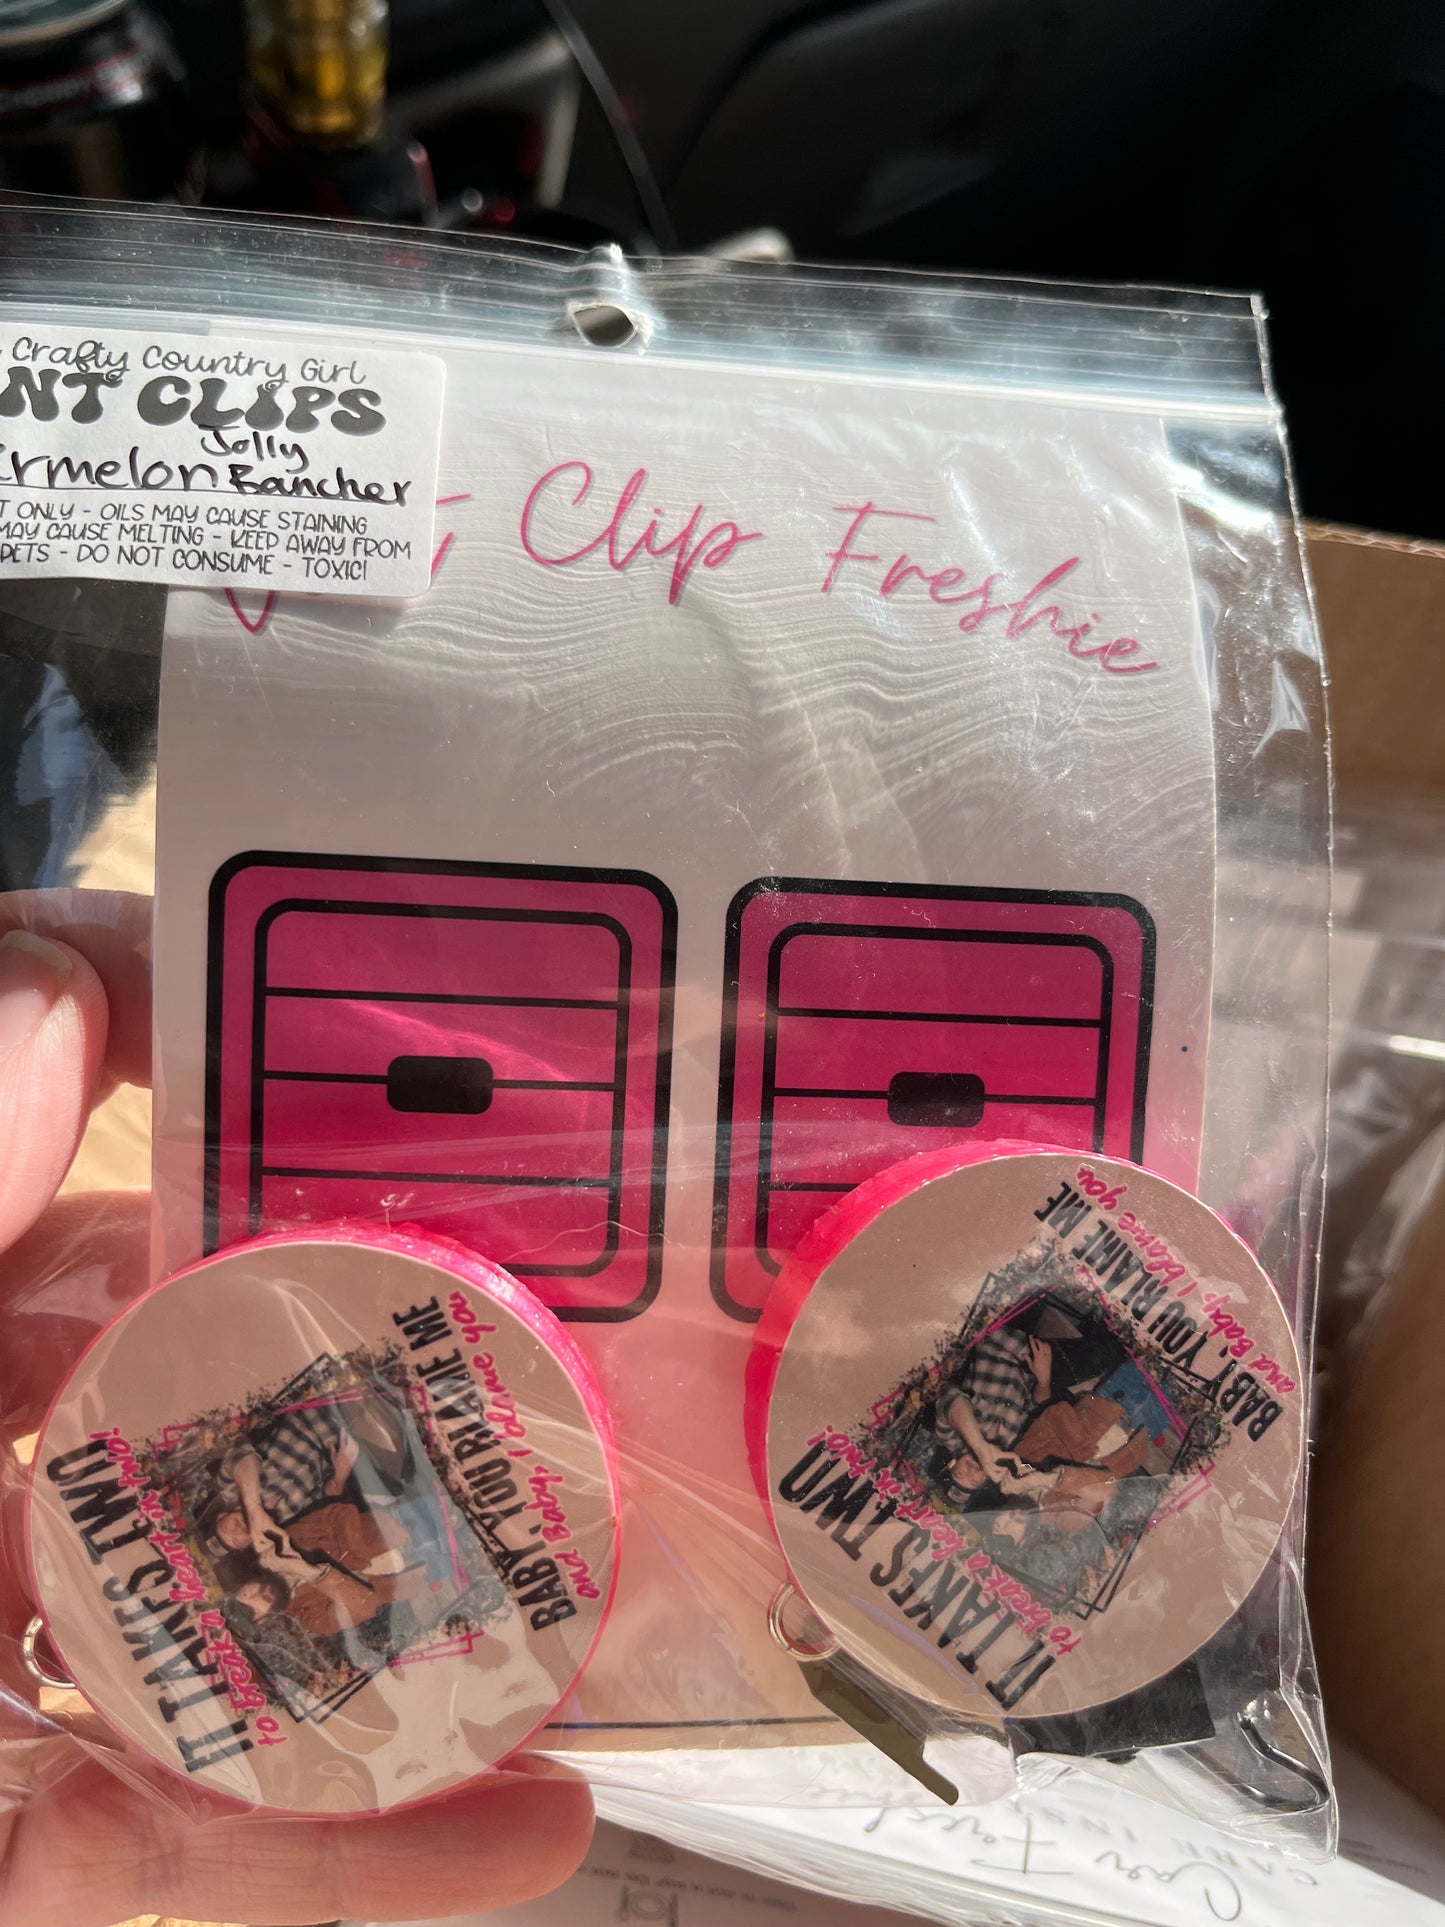 Crafty Country Girl
NT CLIPS
Jolly
ermelon Rancher
T ONLY - OILS MAY CAUSE STAINING
MAY CAUSE MELTING - KEEP AWAY FROM
PETS - DO NOT CONSUME - TOXIC!
t Clip Freshie
IT TAKES TWO
to break a heart in two!
BABY, YOU BLAME ME
and Baby, I blame you
IT TAKES TWO
to break a heart in two!
BABY, YOU BLAME ME
and Baby, I blame you